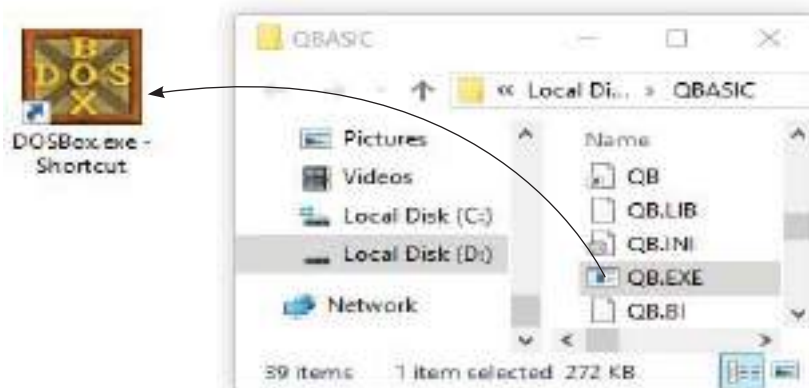 BOX
DOS
DOSBox.exe -
Shortcut
QBASIC
« Local Di... › QBASIC
Pictures
Videos
Local Disk (C:)
Local Disk (D:)
Network
Name
QB
QB.LIB
QB.INI
QB.EXE
QB.BI
39 items 1 item selected 272 KB